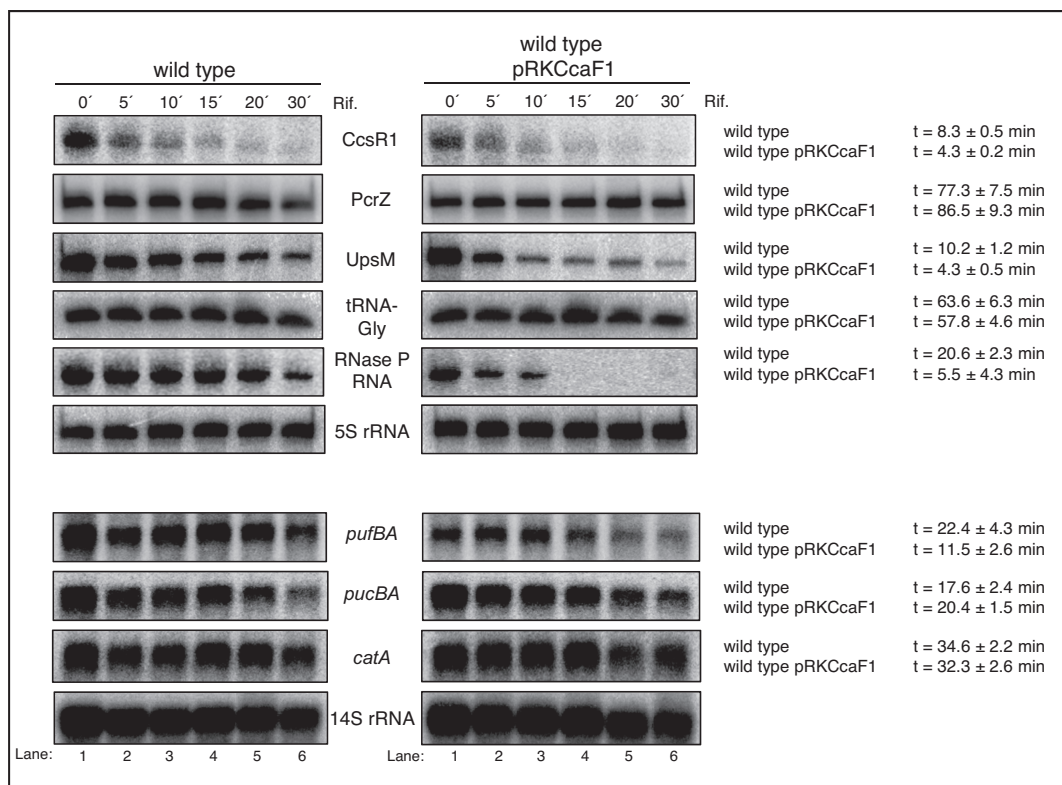 wild type
wild type
pRKCcaF1
0´ 5´ 10´ 15´ 20´ 30´ Rif.
0´ 5´ 10´ 15´ 20´ 30´ Rif.
CcsR1
wild type t = 8.3 ± 0.5 min
wild type pRKCcaF1 t = 4.3 ± 0.2 min
PcrZ
wild type t = 77.3 ± 7.5 min
wild type pRKCcaF1 t = 86.5 ± 9.3 min
UpsM
wild type t = 10.2 ± 1.2 min
wild type pRKCcaF1 t = 4.3 ± 0.5 min
tRNA-
Gly
wild type t = 63.6 ± 6.3 min
wild type pRKCcaF1 t = 57.8 ± 4.6 min
RNase P
RNA
wild type t = 20.6 ± 2.3 min
wild type pRKCcaF1 t = 5.5 ± 4.3 min
5S rRNA
pufBA
wild type t = 22.4 ± 4.3 min
wild type pRKCcaF1 t = 11.5 ± 2.6 min
pucBA
wild type t = 17.6 ± 2.4 min
wild type pRKCcaF1 t = 20.4 ± 1.5 min
catA
wild type t = 34.6 ± 2.2 min
wild type pRKCcaF1 t = 32.3 ± 2.6 min
14S rRNA
Lane: 1 2 3 4 5 6
Lane: 1 2 3 4 5 6